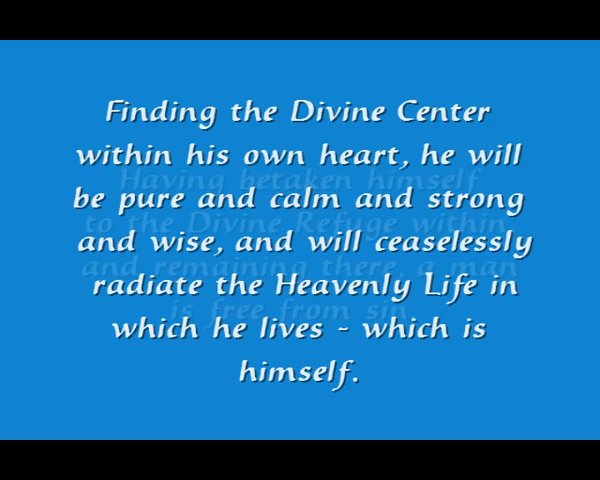 Finding the Divine Center
within his own heart, he will
be pure and calm and strong
and wise, and will ceaselessly
radiate the Heavenly Life in
which he lives - which is
himself.
Having betaken himself
to the Divine Refuge within
and remaining there, a man
is free from sin.